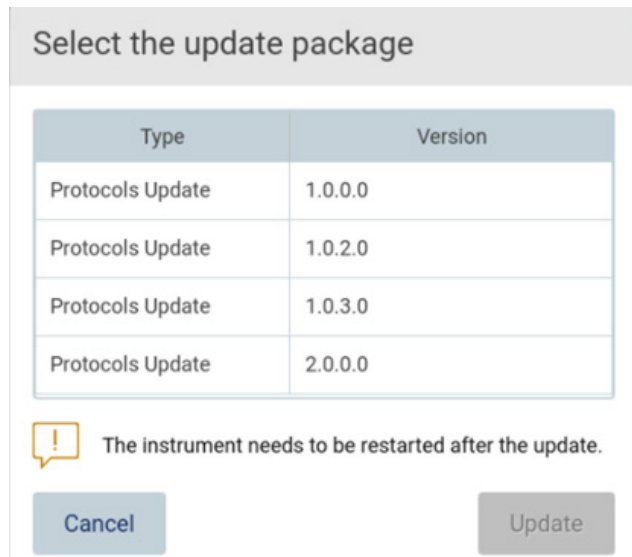 Select the update package
Type Version
Protocols Update 1.0.0.0
Protocols Update 1.0.2.0
Protocols Update 1.0.3.0
Protocols Update 2.0.0.0
! The instrument needs to be restarted after the update.
Cancel Update